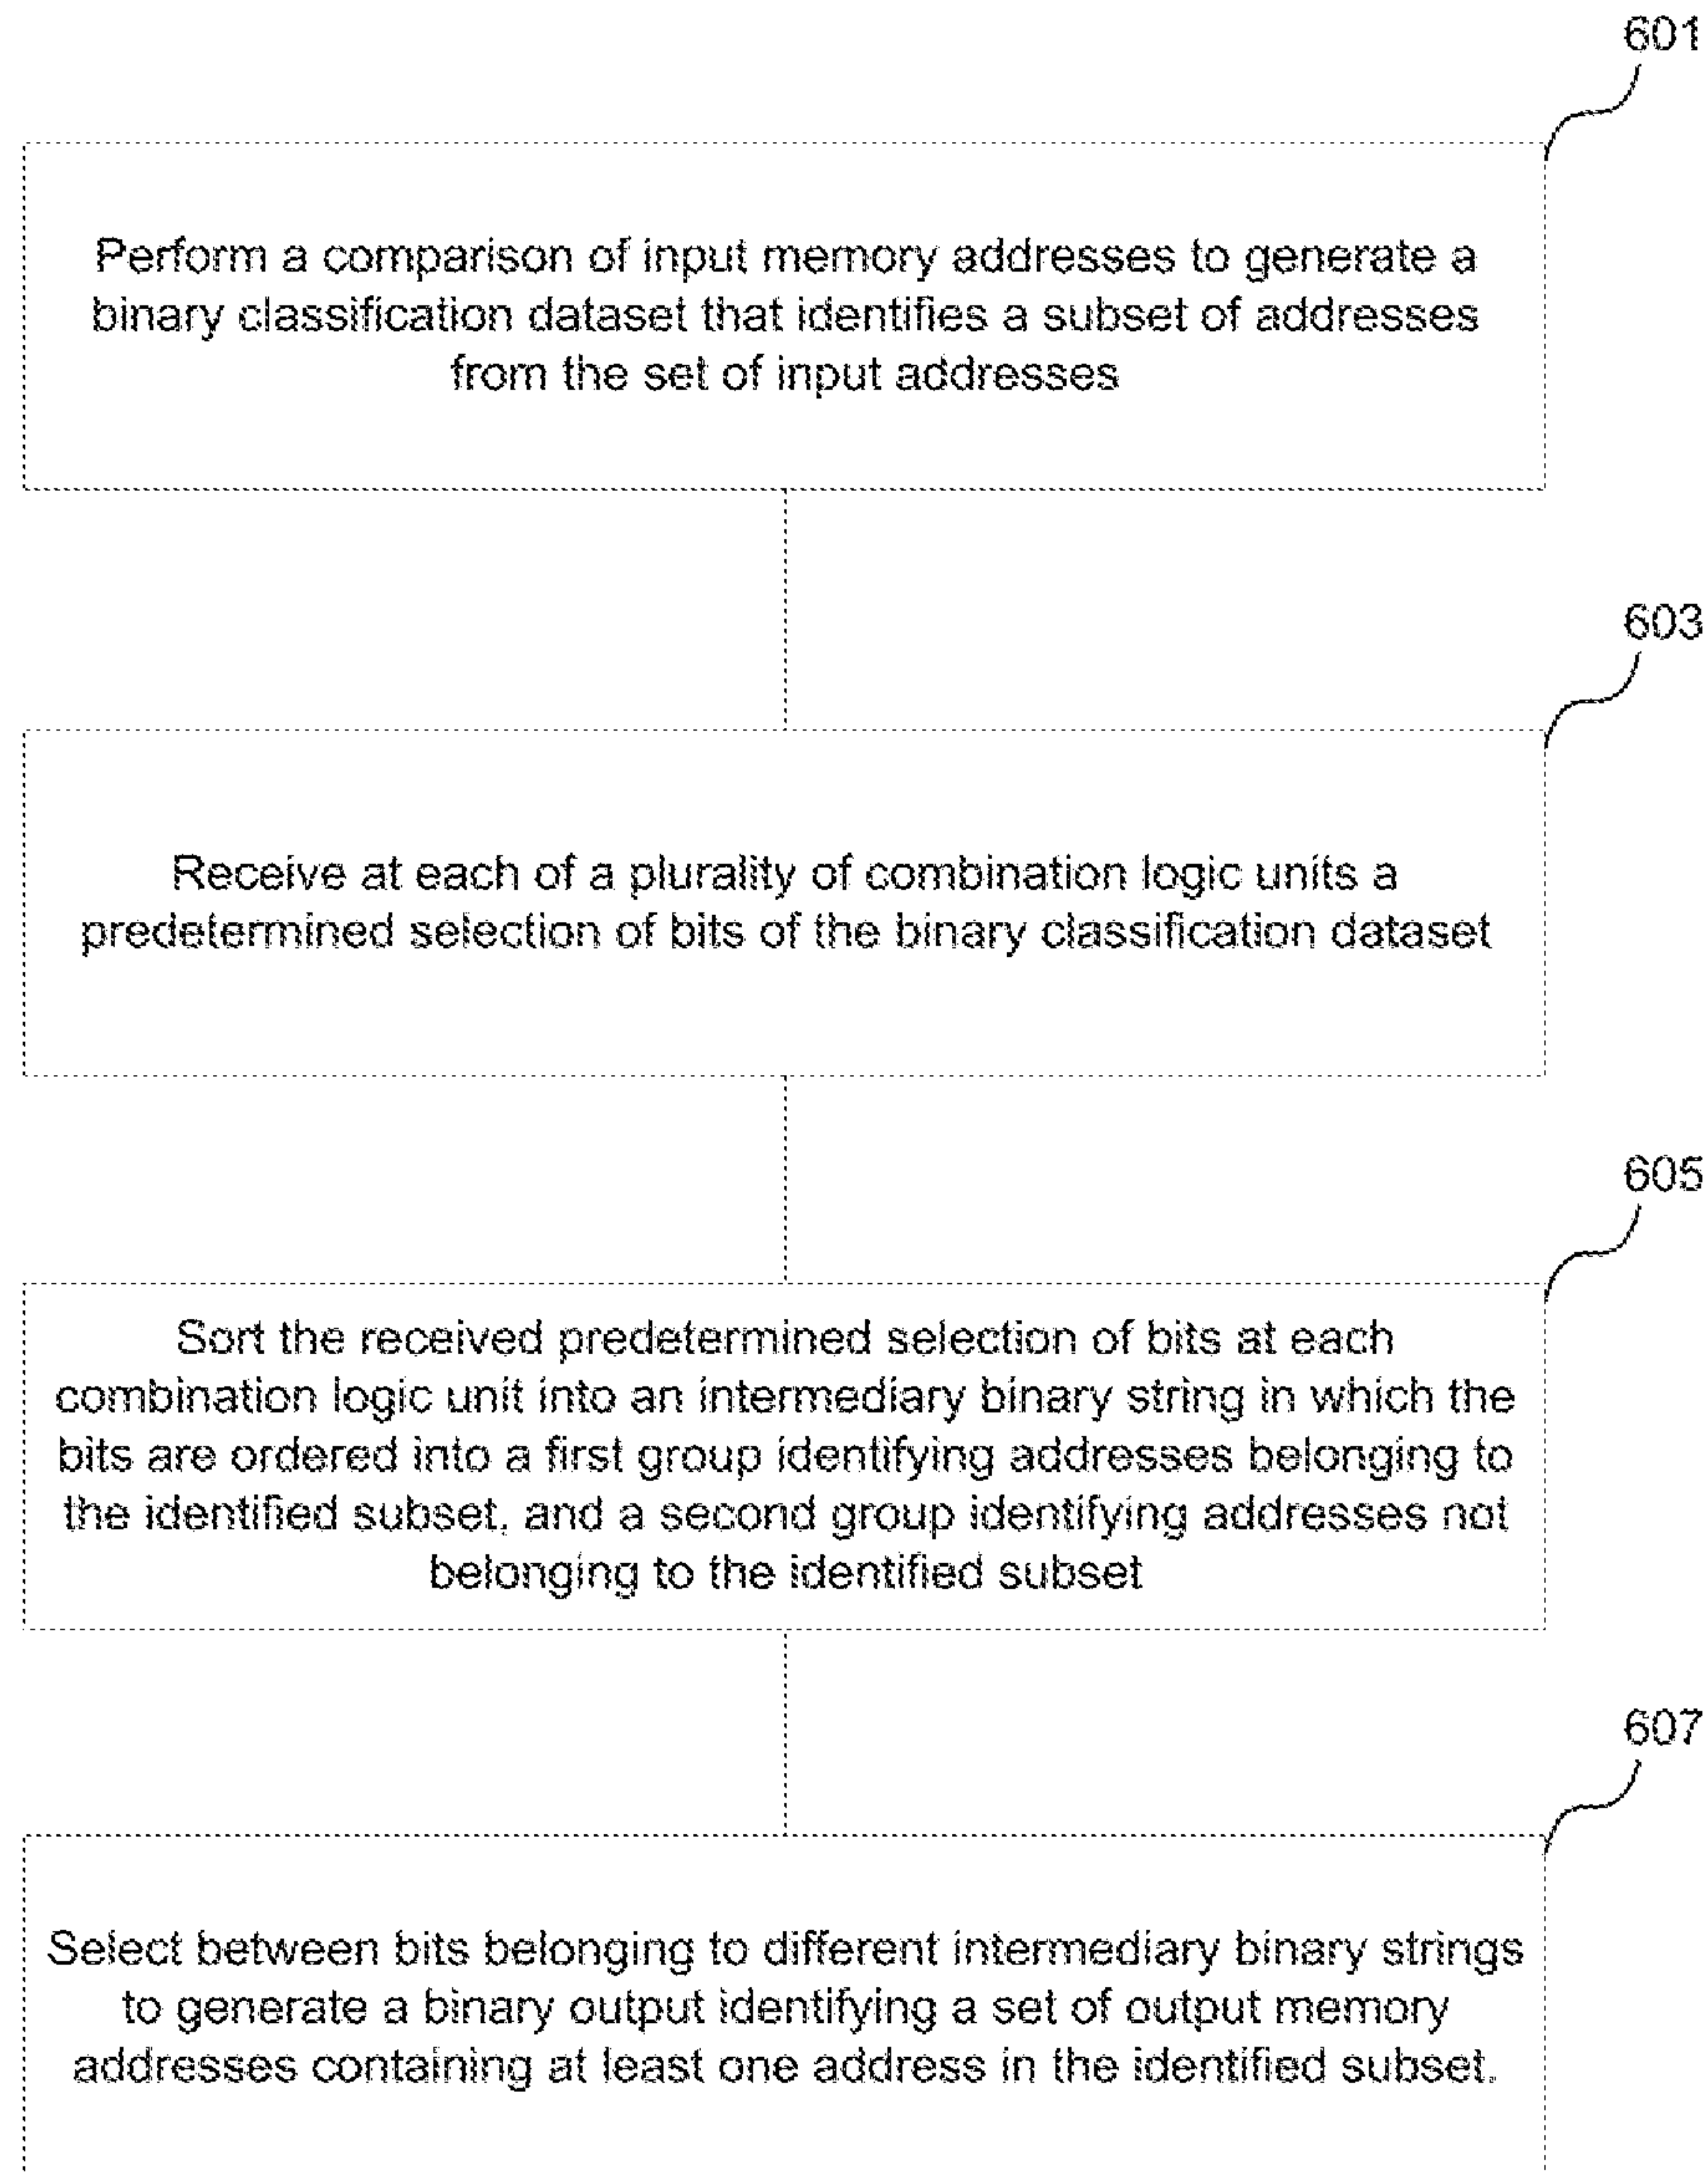 601
Perform a comparison of input memory addresses to generate a
binary classification dataset that identifies a subset of addresses
from the set of input addresses
603
Receive at each of a plurality of combination logic units a
predetermined selection of bits of the binary classification dataset
605
Sort the received predetermined selection of bits at each
combination logic unit into an intermediary binary string in which the
bits are ordered into a first group identifying addresses belonging to
the identified subset, and a second group identifying addresses not
belonging to the identified subset
607
Select between bits belonging to different intermediary binary strings
to generate a binary output identifying a set of output memory
addresses containing at least one address in the identified subset.